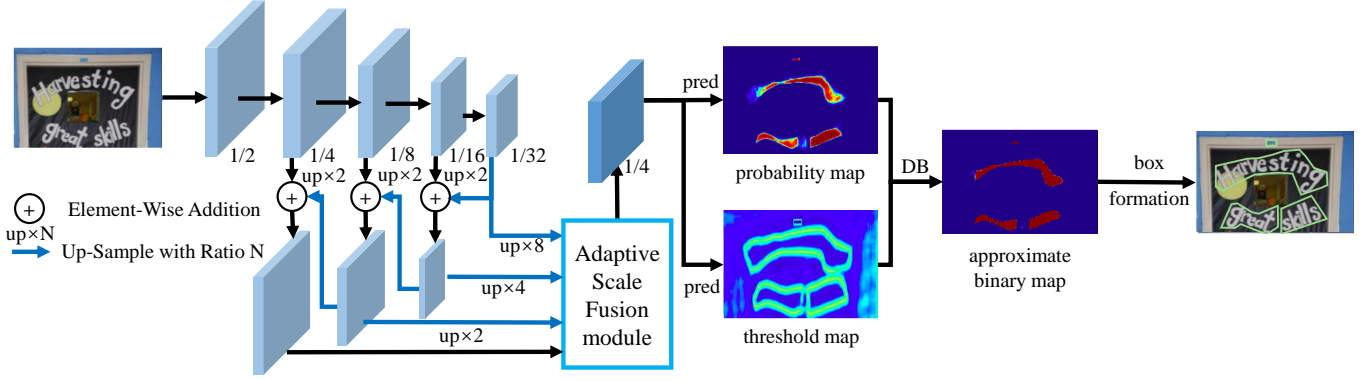 Harvesting
great skills
1/2
1/4
1/8
1/16
1/32
up×2
up×2
up×2
Element-Wise Addition
up×N
Up-Sample with Ratio N
up×8
up×4
up×2
Adaptive
Scale
Fusion
module
1/4
pred
pred
probability map
threshold map
DB
approximate
binary map
box
formation
Harvesting
great skills